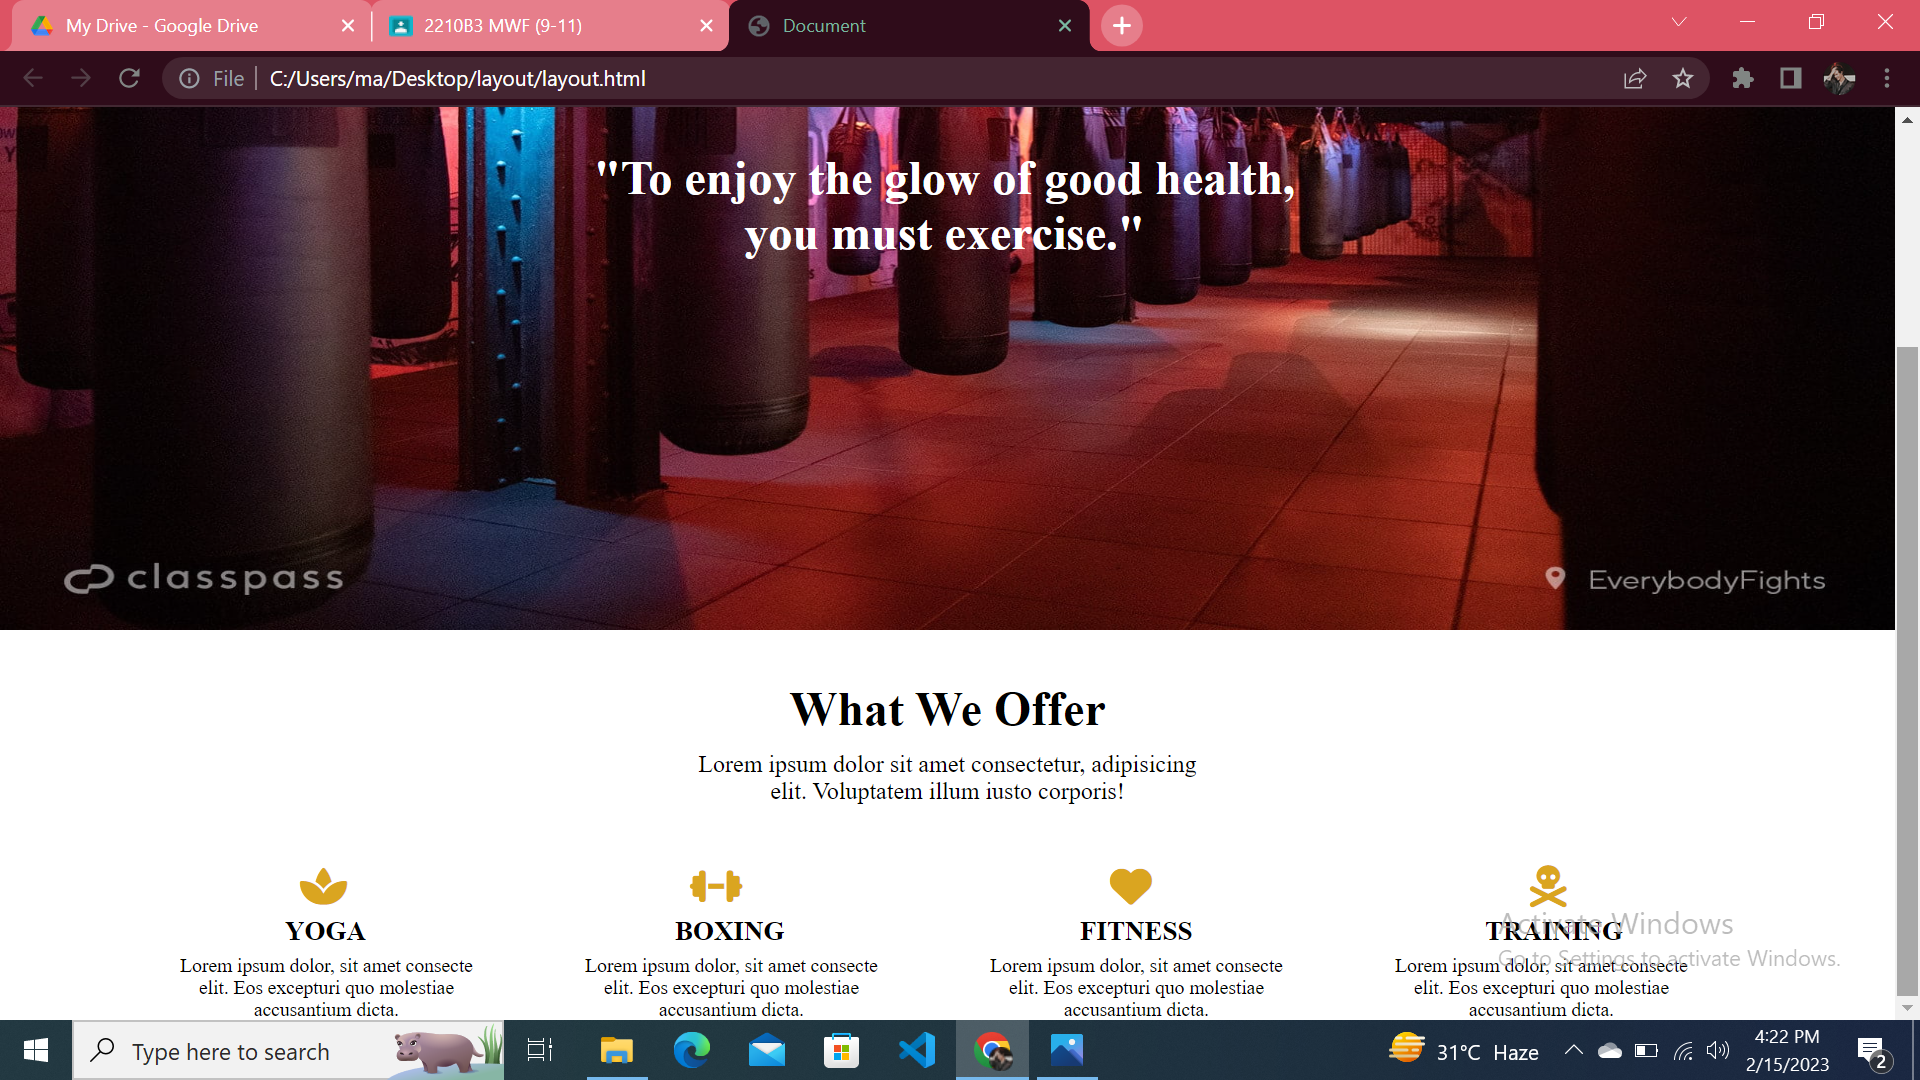 My Drive - Google Drive
2210B3 MWF (9-11)
Document
File
C:/Users/ma/Desktop/layout/layout.html
"To enjoy the glow of good health,
you must exercise."
classpass
EverybodyFights
What We Offer
Lorem ipsum dolor sit amet consectetur, adipisicing
elit. Voluptatem illum iusto corporis!
YOGA
BOXING
FITNESS
TRAINING
Lorem ipsum dolor, sit amet consecte
elit. Eos excepturi quo molestiae
accusantium dicta.
Lorem ipsum dolor, sit amet consecte
elit. Eos excepturi quo molestiae
accusantium dicta.
Lorem ipsum dolor, sit amet consecte
elit. Eos excepturi quo molestiae
accusantium dicta.
Lorem ipsum dolor, sit amet consecte
elit. Eos excepturi quo molestiae
accusantium dicta.
Activate Windows
Go to Settings to activate Windows.
Type here to search
31°C Haze
4:22 PM
2/15/2023
2